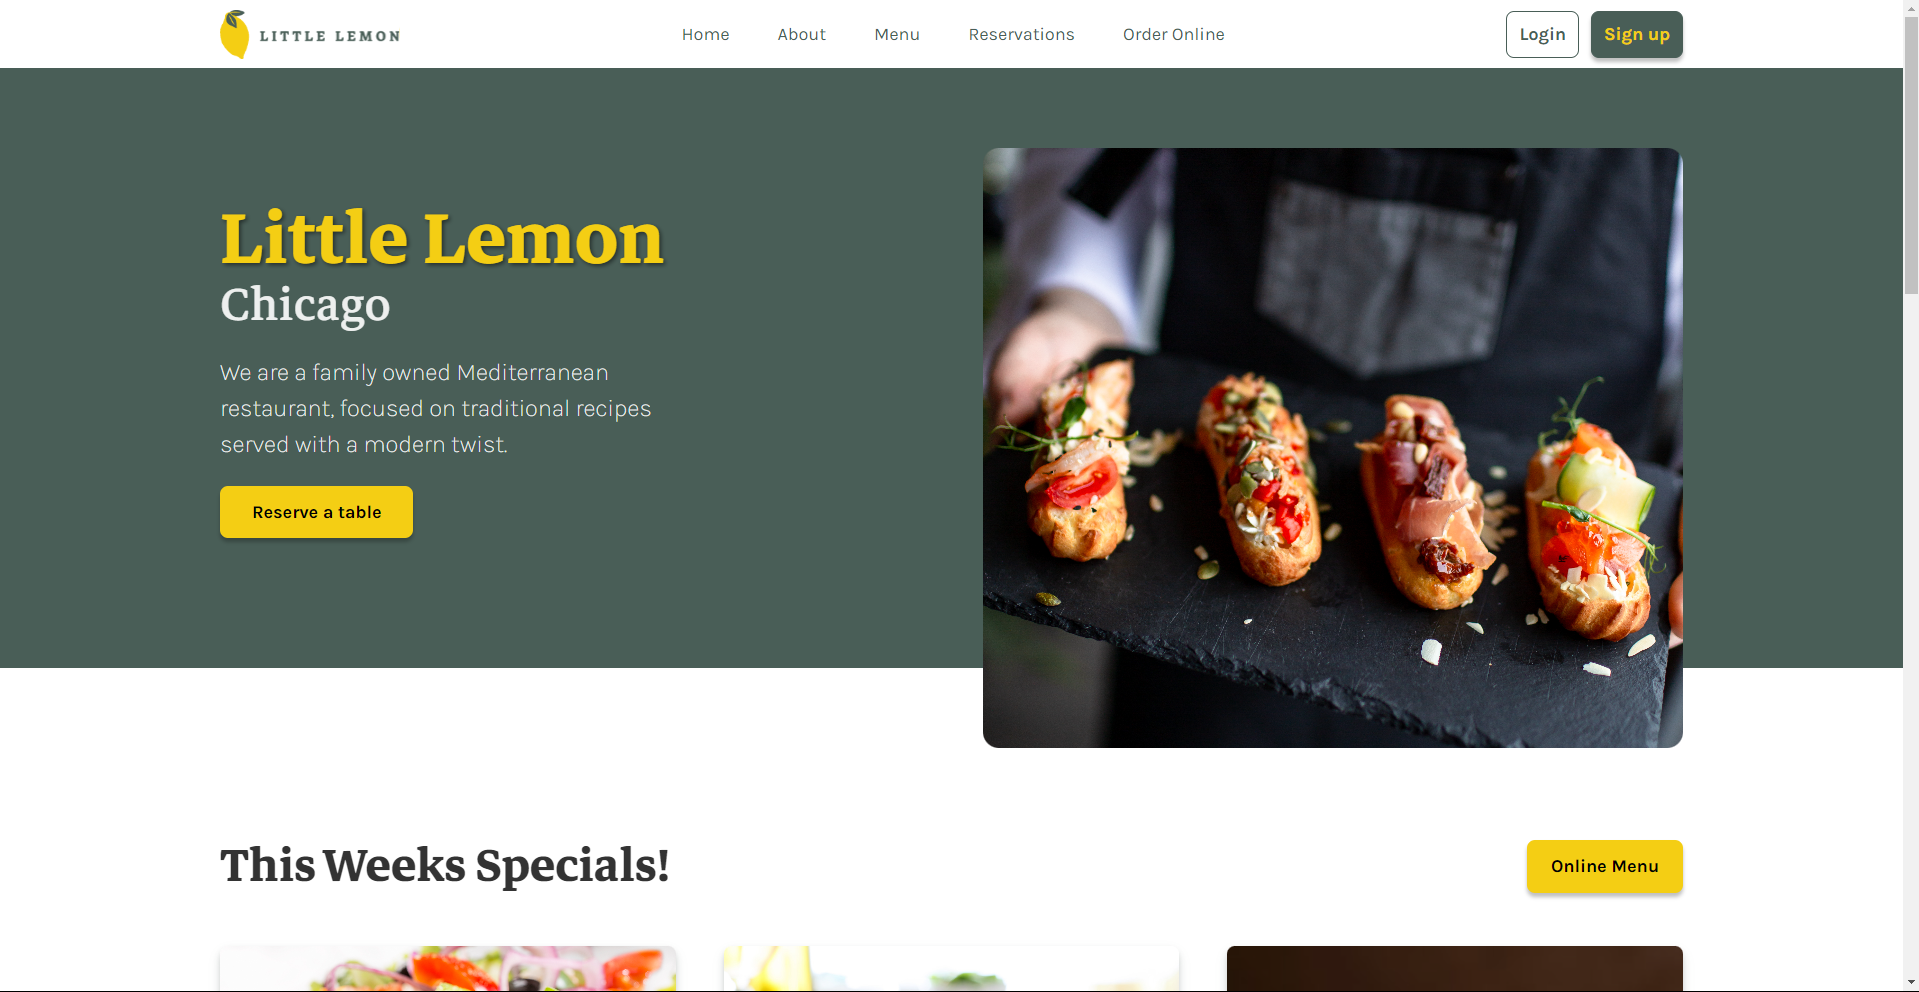 LITTLE LEMON
Home
About
Menu
Reservations
Order Online
Login
Sign up
Little Lemon
Chicago
We are a family owned Mediterranean
restaurant, focused on traditional recipes
served with a modern twist.
Reserve a table
This Weeks Specials!
Online Menu